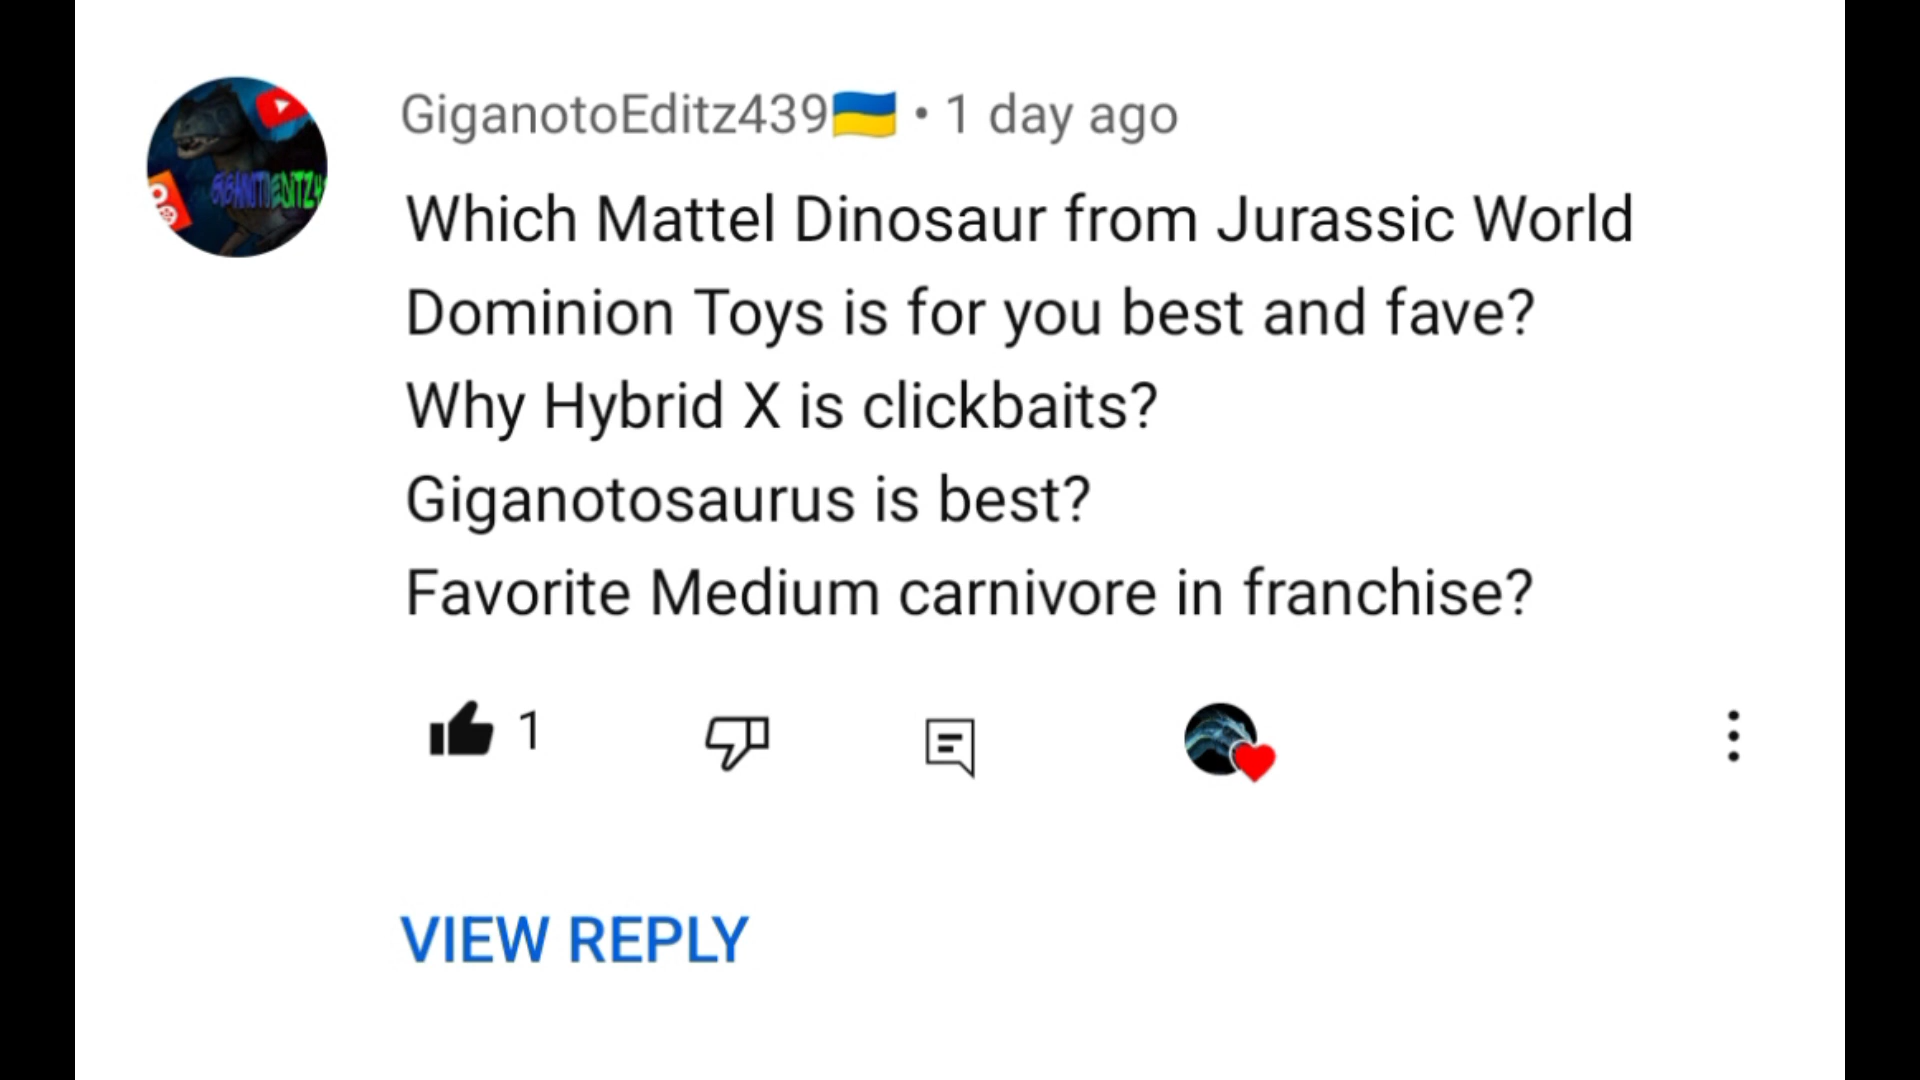 GiganotoEditz439🇺🇦 • 1 day ago
Which Mattel Dinosaur from Jurassic World
Dominion Toys is for you best and fave?
Why Hybrid X is clickbaits?
Giganotosaurus is best?
Favorite Medium carnivore in franchise?
1
VIEW REPLY